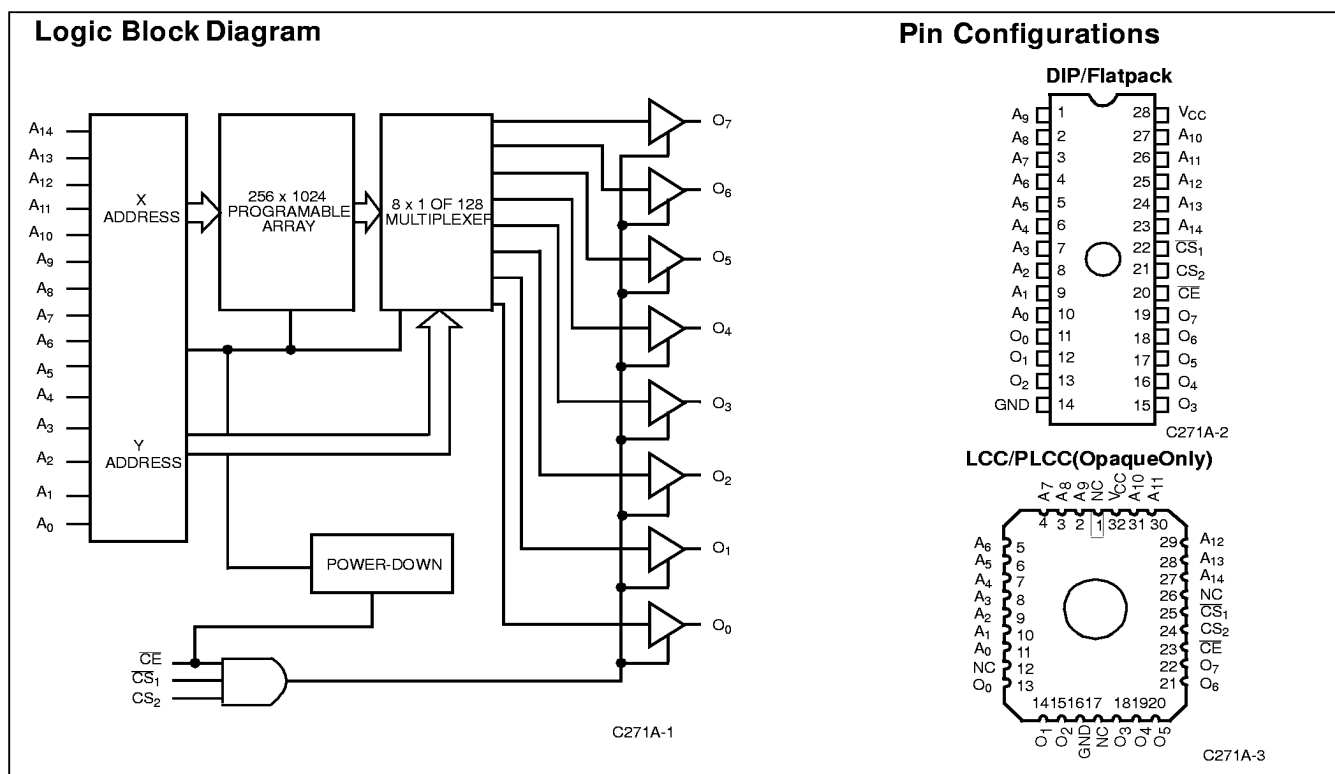 Logic Block Diagram
A14
A13
A12
A11
A10
A9
A8
A7
A6
A5
A4
A3
A2
A1
A0
X
ADDRESS
Y
ADDRESS
256 x 1024
PROGRAMABLE
ARRAY
8 x 1 OF 128
MULTIPLEXER
POWER-DOWN
O7
O6
O5
O4
O3
O2
O1
O0
C̅E̅
C̅S̅1
CS2
C271A-1
Pin Configurations
DIP/Flatpack
A9 1 28 VCC
A8 2 27 A10
A7 3 26 A11
A6 4 25 A12
A5 5 24 A13
A4 6 23 A14
A3 7 22 C̅S̅1
A2 8 21 CS2
A1 9 20 C̅E̅
A0 10 19 O7
O0 11 18 O6
O1 12 17 O5
O2 13 16 O4
GND 14 15 O3
C271A-2
LCC/PLCC(OpaqueOnly)
A7 A8 A9 NC VCC A10 A11
4 3 2 1 32 31 30
A6 5 29 A12
A5 6 28 A13
A4 7 27 A14
A3 8 26 NC
A2 9 25 C̅S̅1
A1 10 24 CS2
A0 11 23 C̅E̅
NC 12 22 O7
O0 13 21 O6
14 15 16 17 18 19 20
O1 O2 GND NC O3 O4 O5
C271A-3